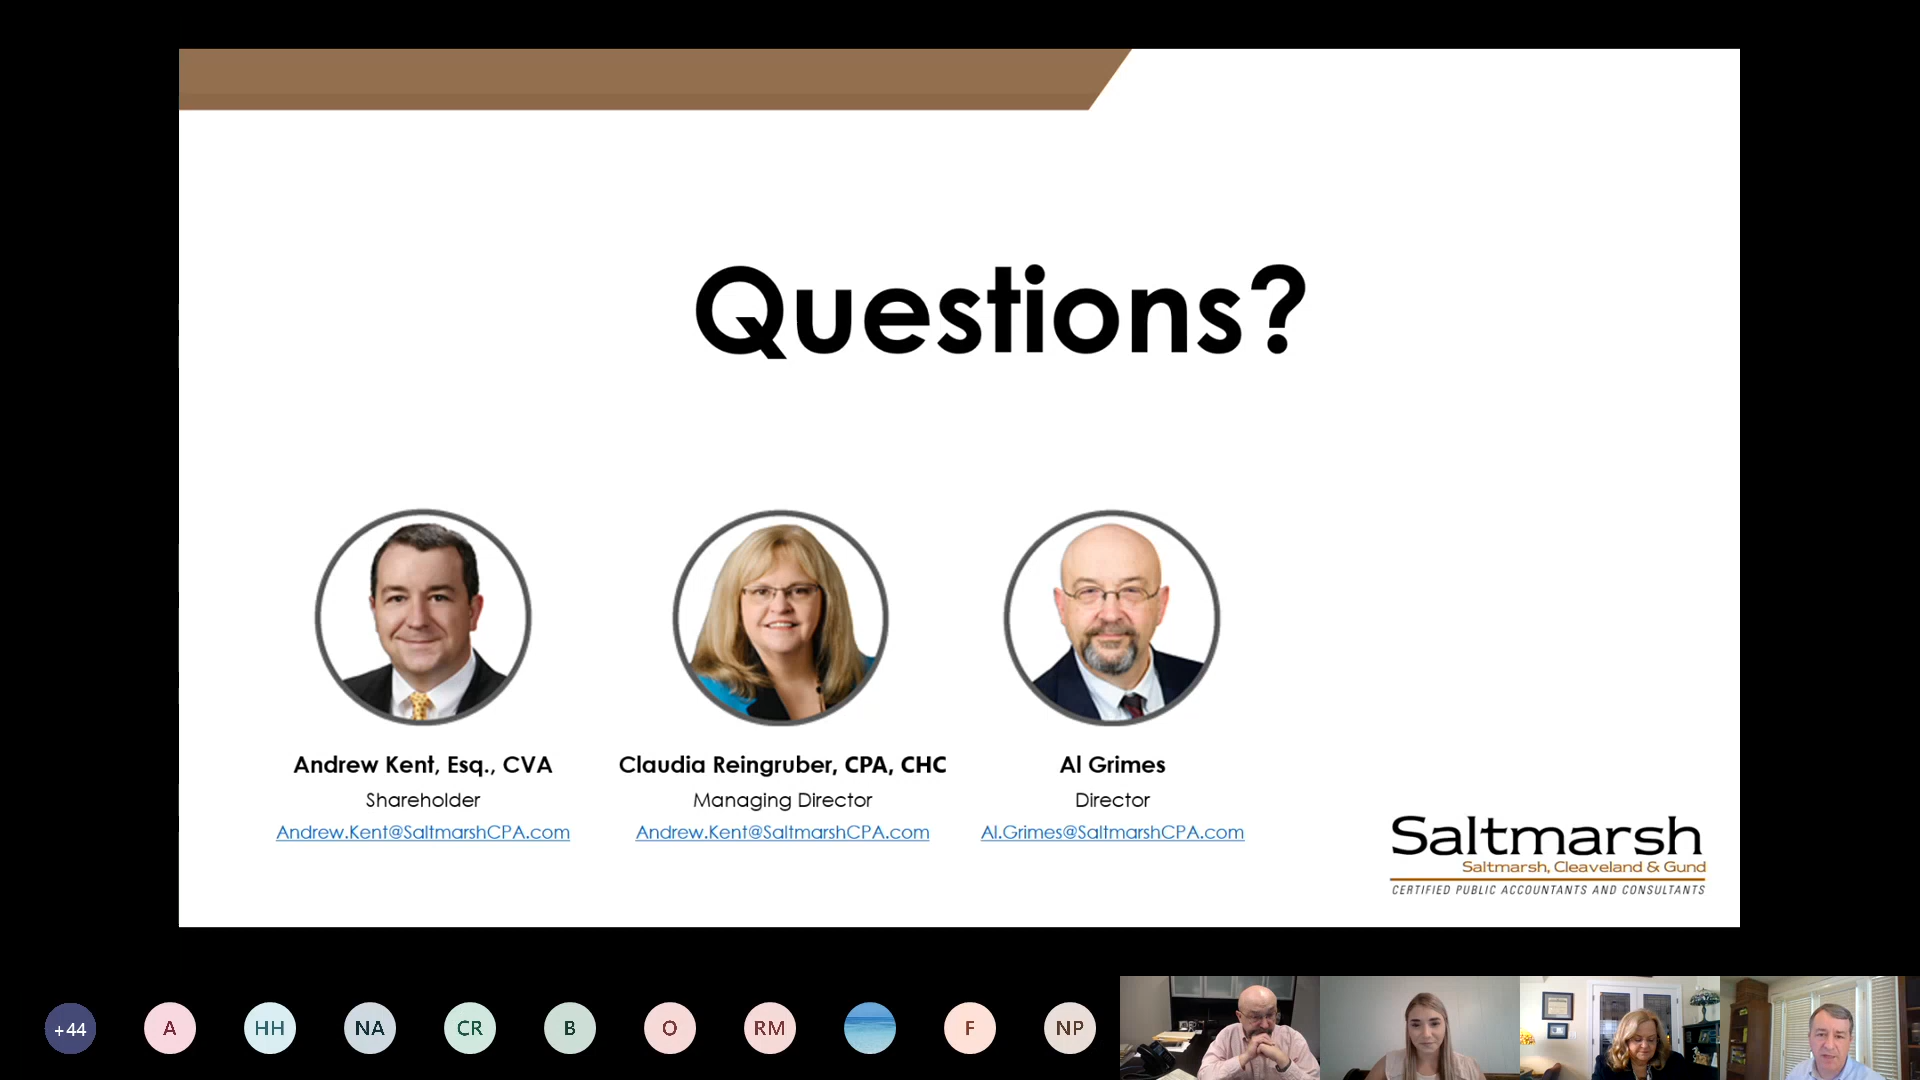 Questions?
Andrew Kent, Esq., CVA
Shareholder
Andrew.Kent@SaltmarshCPA.com
Claudia Reingruber, CPA, CHC
Managing Director
Andrew.Kent@SaltmarshCPA.com
Al Grimes
Director
Al.Grimes@SaltmarshCPA.com
Saltmarsh
Saltmarsh, Cleaveland & Gund
CERTIFIED PUBLIC ACCOUNTANTS AND CONSULTANTS
+44
A
HH
NA
CR
B
O
RM
F
NP